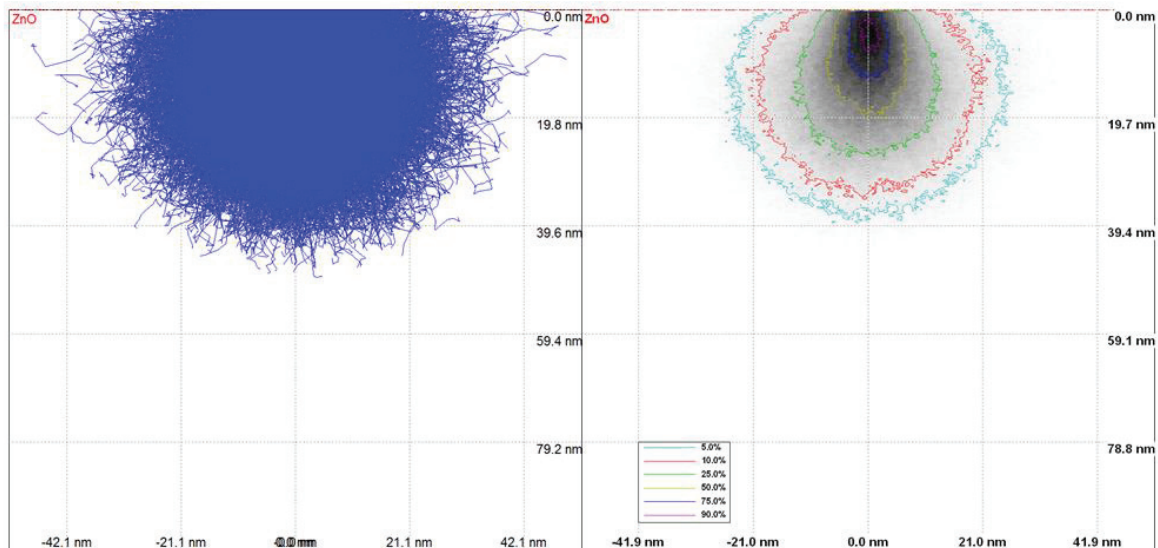 ZnO
0.0 nm
19.8 nm
39.6 nm
59.4 nm
79.2 nm
-42.1 nm
-21.1 nm
21.1 nm
42.1 nm
ZnO
0.0 nm
19.7 nm
39.4 nm
59.1 nm
78.8 nm
5.0%
10.0%
25.0%
50.0%
75.0%
90.0%
-41.9 nm
-21.0 nm
0.0 nm
21.0 nm
41.9 nm